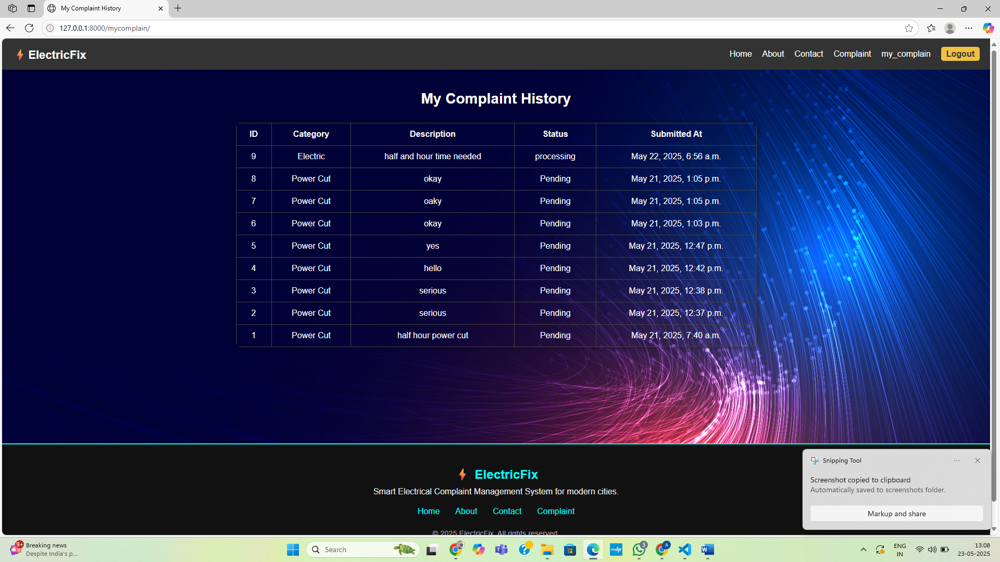 My Complaint History
127.0.0.1:8000/mycomplain/
ElectricFix
Home About Contact Complaint my_complain Logout
My Complaint History
ID Category Description Status Submitted At
9 Electric half and hour time needed processing May 22, 2025, 6:56 a.m.
8 Power Cut okay Pending May 21, 2025, 1:05 p.m.
7 Power Cut oaky Pending May 21, 2025, 1:05 p.m.
6 Power Cut okay Pending May 21, 2025, 1:03 p.m.
5 Power Cut yes Pending May 21, 2025, 12:47 p.m.
4 Power Cut hello Pending May 21, 2025, 12:42 p.m.
3 Power Cut serious Pending May 21, 2025, 12:38 p.m.
2 Power Cut serious Pending May 21, 2025, 12:37 p.m.
1 Power Cut half hour power cut Pending May 21, 2025, 7:40 a.m.
ElectricFix
Smart Electrical Complaint Management System for modern cities.
Home About Contact Complaint
© 2025 ElectricFix. All rights reserved.
Snipping Tool
Screenshot copied to clipboard
Automatically saved to screenshots folder.
Markup and share
9+
Breaking news
Despite India's p...
Search
myhp
3
A
ENG
IN
13:08
23-05-2025